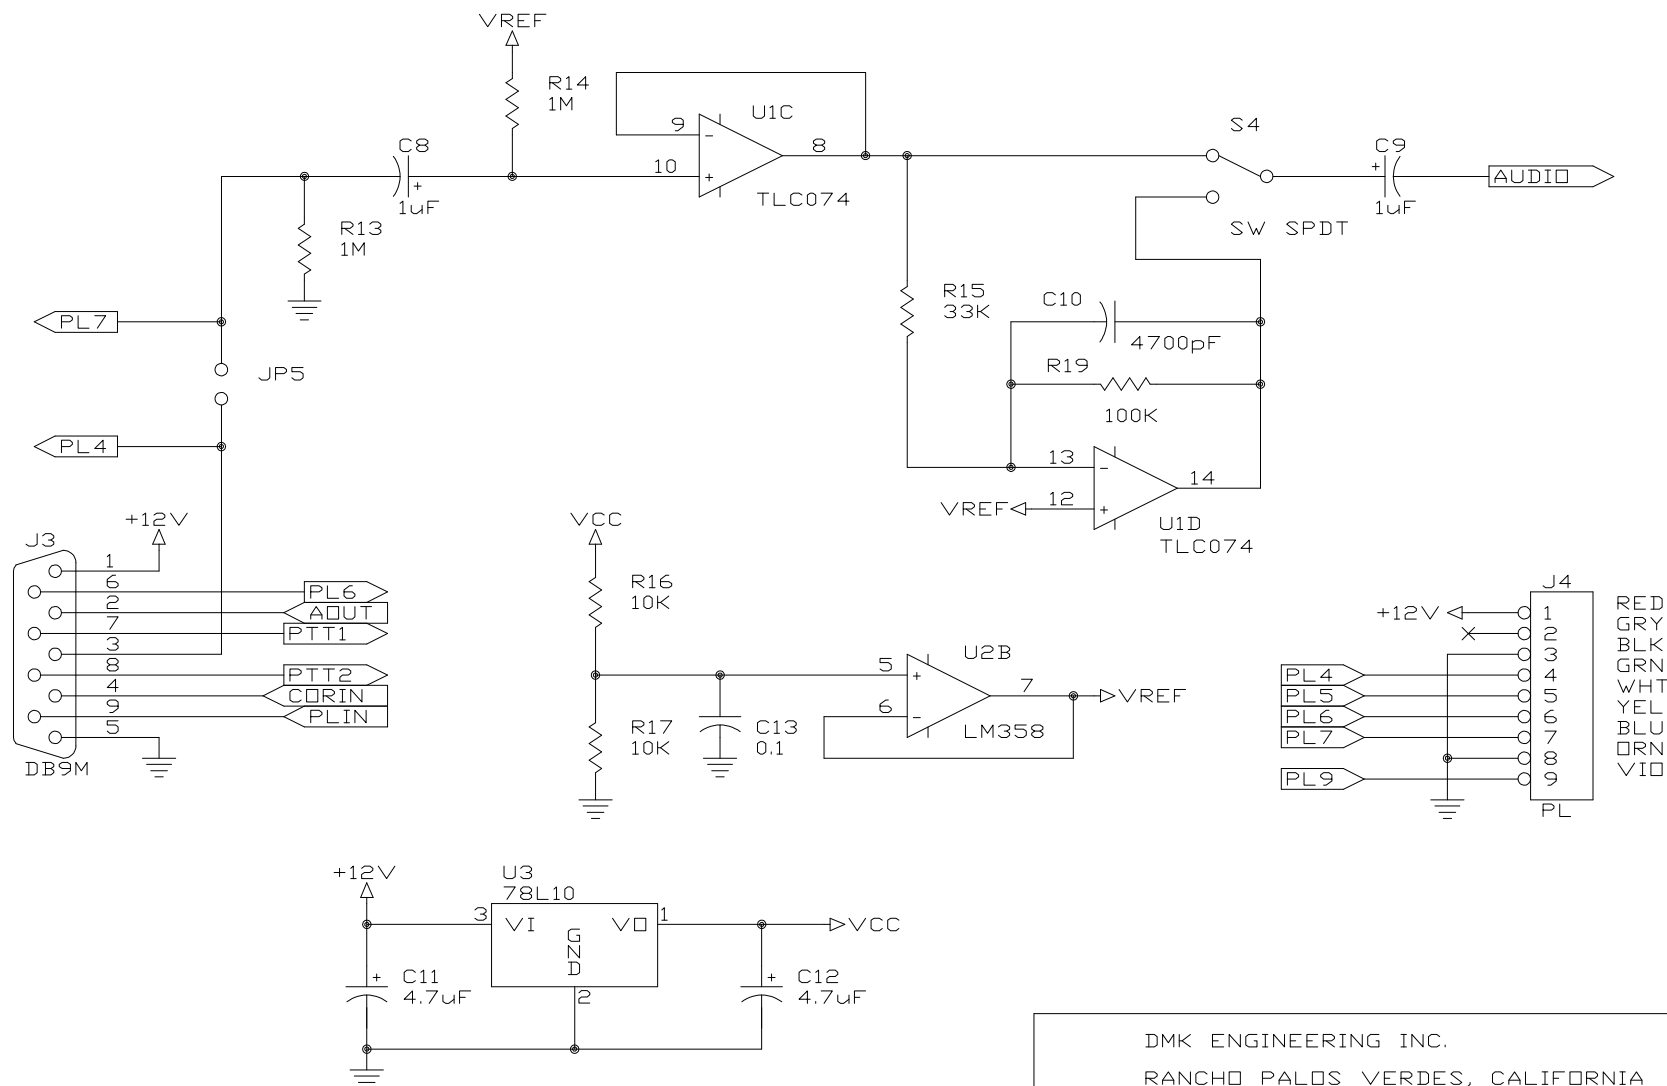 VREF
R14
1M
U1C
9
8
10
TLC074
C8
1uF
R13
1M
S4
SW SPDT
C9
1uF
AUDIO
PL7
JP5
PL4
R15
33K
C10
4700pF
R19
100K
13
14
12
VREF
U1D
TLC074
+12V
J3
1
6
2
7
3
8
4
9
5
DB9M
PL6
AOUT
PTT1
PTT2
CORIN
PLIN
VCC
R16
10K
R17
10K
C13
0.1
5
6
7
U2B
LM358
VREF
J4
+12V
1
2
3
4
5
6
7
8
9
PL
PL4
PL5
PL6
PL7
PL9
RED
GRY
BLK
GRN
WHT
YEL
BLU
ORN
VIO
+12V
U3
78L10
3
VI
VO
1
GND
2
VCC
C11
4.7uF
C12
4.7uF
DMK ENGINEERING INC.
RANCHO PALOS VERDES, CALIFORNIA